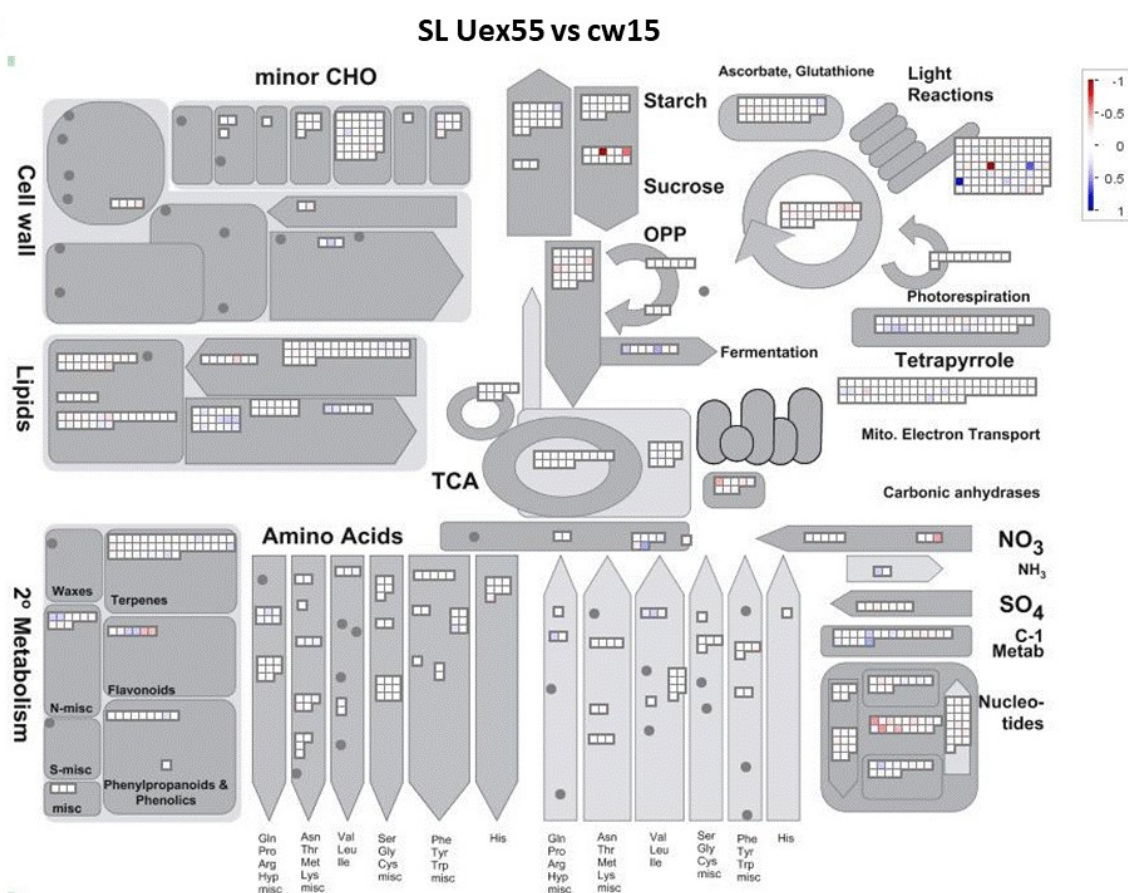 SL Uex55 vs cw15
minor CHO
Starch
Sucrose
OPP
Ascorbate, Glutathione
Light
Reactions
-1
-0.5
0
0.5
1
Cell wall
Photorespiration
Fermentation
Tetrapyrrole
Lipids
Mito. Electron Transport
TCA
Carbonic anhydrases
Amino Acids
NO3
NH3
SO4
C-1
Metab
Nucleo-
tides
2° Metabolism
Waxes
Terpenes
Flavonoids
N-misc
S-misc
Phenylpropanoids &
Phenolics
misc
Gln
Pro
Arg
Hyp
misc
Asn
Thr
Met
Lys
misc
Val
Leu
Ile
Ser
Gly
Cys
misc
Phe
Tyr
Trp
misc
His
Gln
Pro
Arg
Hyp
misc
Asn
Thr
Met
Lys
misc
Val
Leu
Ile
Ser
Gly
Cys
misc
Phe
Tyr
Trp
misc
His